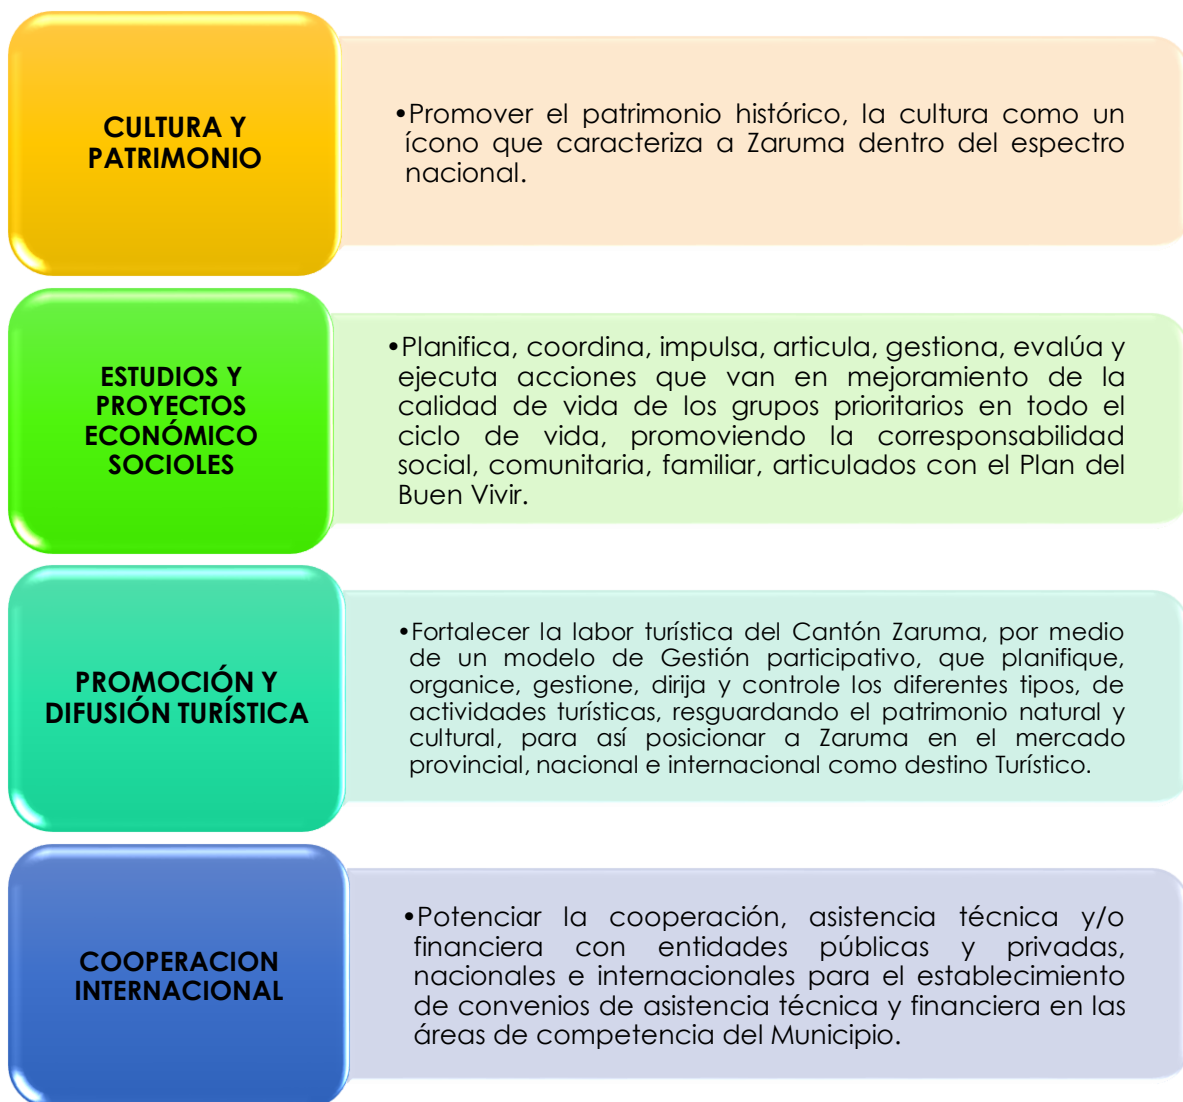 CULTURA Y
PATRIMONIO
•Promover el patrimonio histórico, la cultura como un
ícono que caracteriza a Zaruma dentro del espectro
nacional.
ESTUDIOS Y
PROYECTOS
ECONÓMICO
SOCIOLES
•Planifica, coordina, impulsa, articula, gestiona, evalúa y
ejecuta acciones que van en mejoramiento de la
calidad de vida de los grupos prioritarios en todo el
ciclo de vida, promoviendo la corresponsabilidad
social, comunitaria, familiar, articulados con el Plan del
Buen Vivir.
PROMOCIÓN Y
DIFUSIÓN TURÍSTICA
•Fortalecer la labor turística del Cantón Zaruma, por medio
de un modelo de Gestión participativo, que planifique,
organice, gestione, dirija y controle los diferentes tipos, de
actividades turísticas, resguardando el patrimonio natural y
cultural, para así posicionar a Zaruma en el mercado
provincial, nacional e internacional como destino Turístico.
COOPERACION
INTERNACIONAL
•Potenciar la cooperación, asistencia técnica y/o
financiera con entidades públicas y privadas,
nacionales e internacionales para el establecimiento
de convenios de asistencia técnica y financiera en las
áreas de competencia del Municipio.